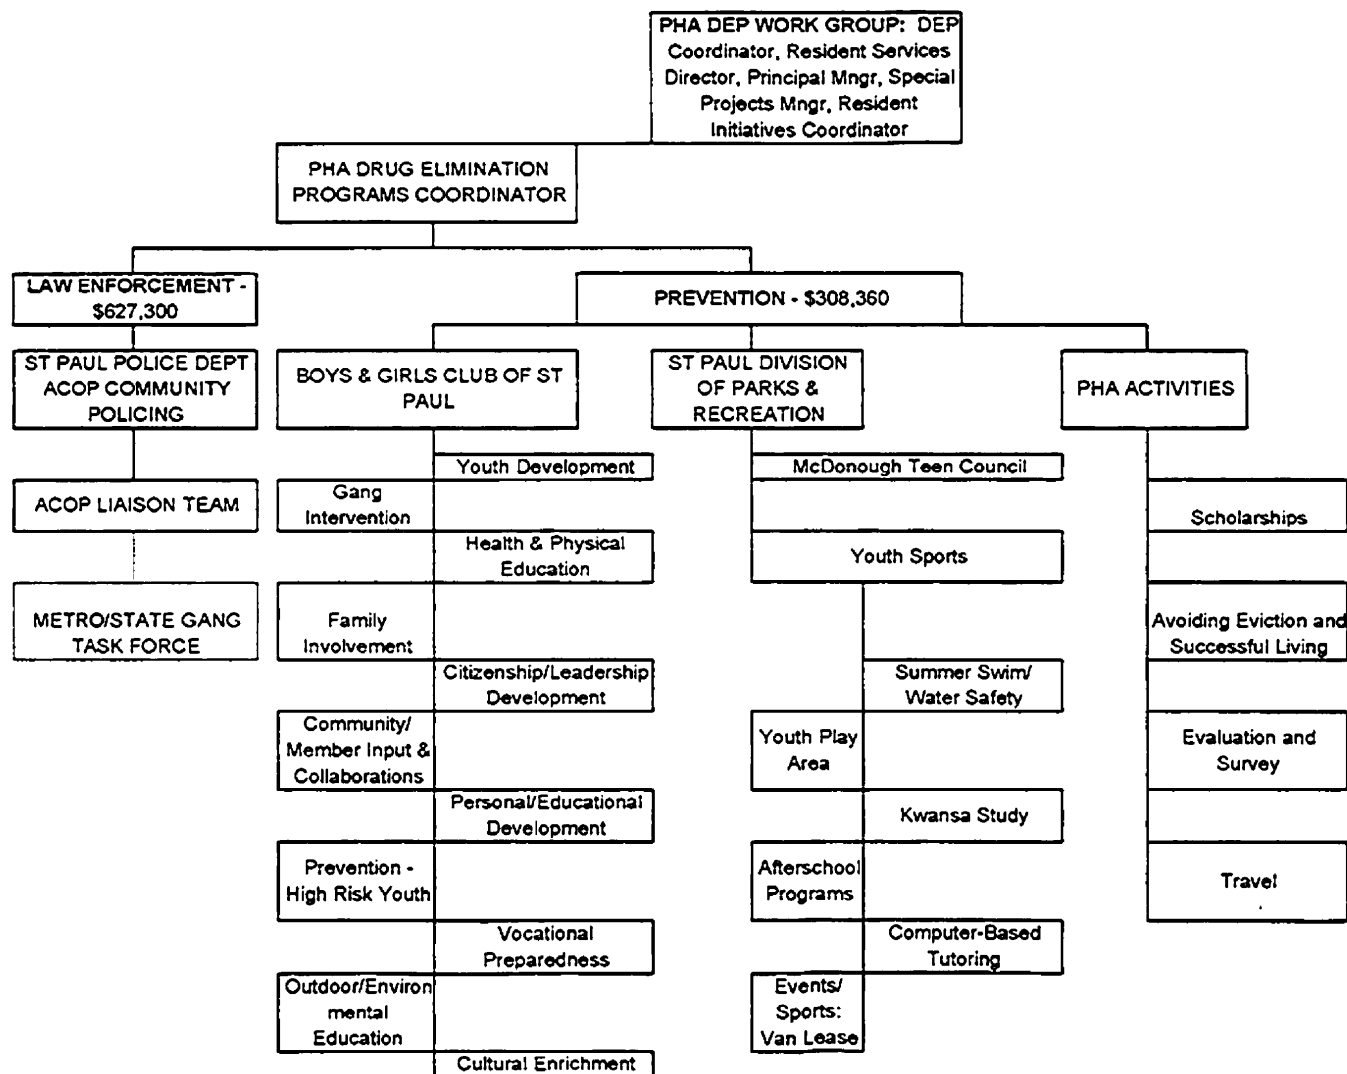 PHA DEP WORK GROUP: DEP
Coordinator, Resident Services
Director, Principal Mngr, Special
Projects Mngr, Resident
Initiatives Coordinator
PHA DRUG ELIMINATION
PROGRAMS COORDINATOR
LAW ENFORCEMENT -
$627,300
PREVENTION - $308,360
ST PAUL POLICE DEPT
ACOP COMMUNITY
POLICING
BOYS & GIRLS CLUB OF ST
PAUL
ST PAUL DIVISION
OF PARKS &
RECREATION
PHA ACTIVITIES
ACOP LIAISON TEAM
METRO/STATE GANG
TASK FORCE
Youth Development
Gang
Intervention
Health & Physical
Education
Family
Involvement
Citizenship/Leadership
Development
Community/
Member Input &
Collaborations
Personal/Educational
Development
Prevention -
High Risk Youth
Vocational
Preparedness
Outdoor/Environ
mental
Education
Cultural Enrichment
McDonough Teen Council
Youth Sports
Summer Swim/
Water Safety
Youth Play
Area
Kwansa Study
Afterschool
Programs
Computer-Based
Tutoring
Events/
Sports:
Van Lease
Scholarships
Avoiding Eviction and
Successful Living
Evaluation and
Survey
Travel